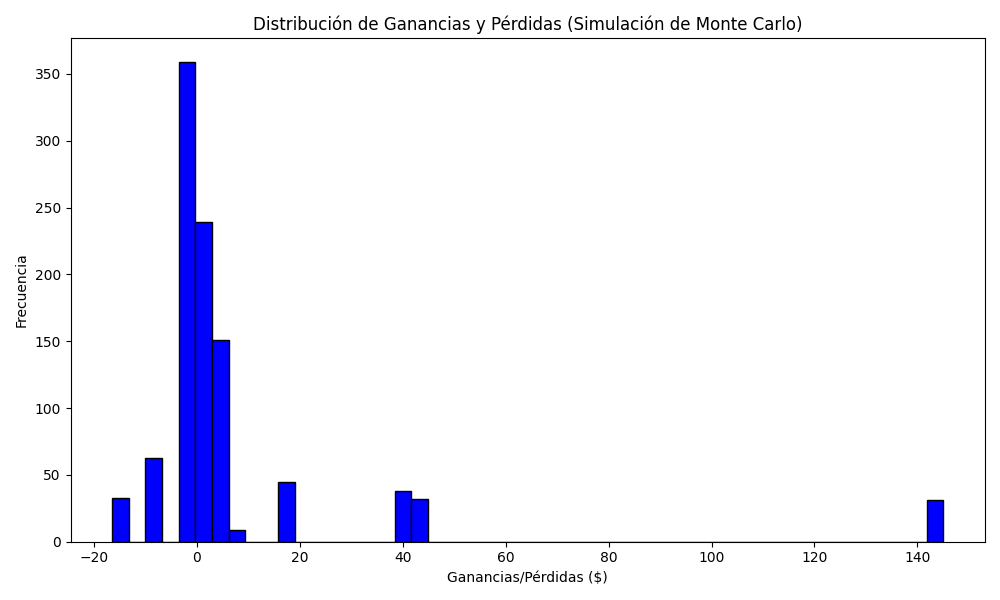 Distribución de Ganancias y Pérdidas (Simulación de Monte Carlo)
Frecuencia
350
300
250
200
150
100
50
0
−20 0 20 40 60 80 100 120 140
Ganancias/Pérdidas ($)